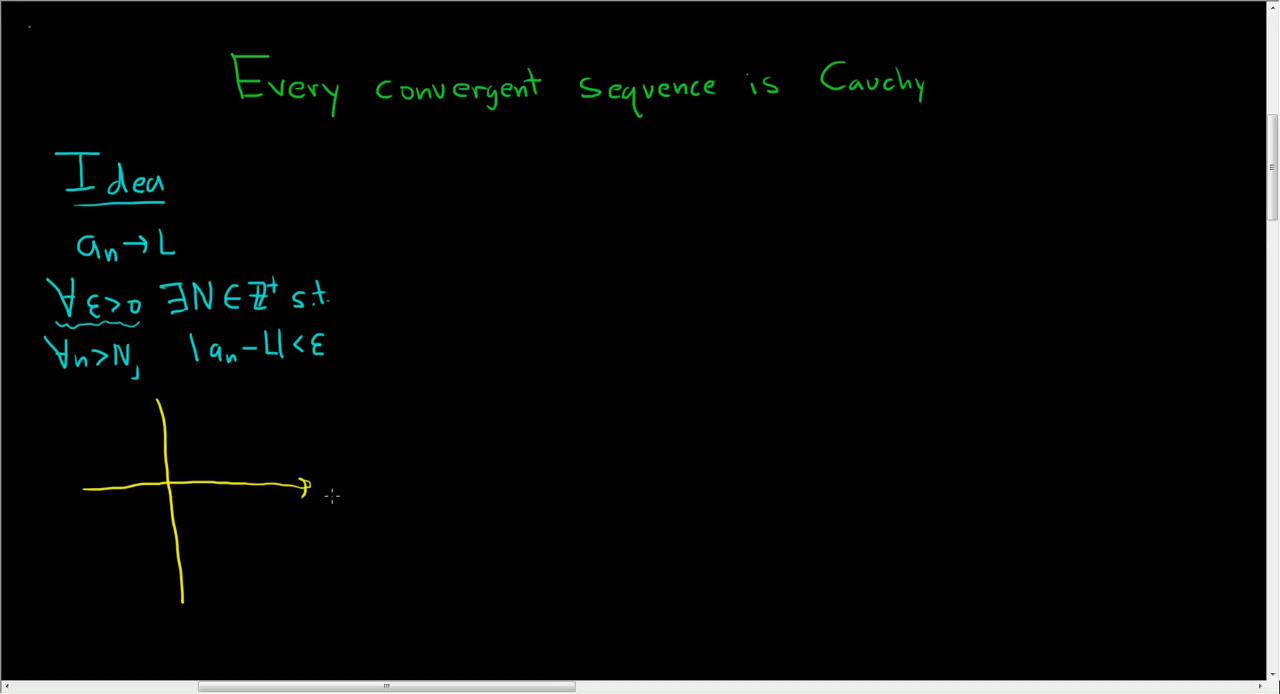 Every convergent sequence is Cauchy
Idea
aₙ → L
∀ε>0 ∃N∈ℤ⁺ s.t.
∀n>N, |aₙ-L|<ε